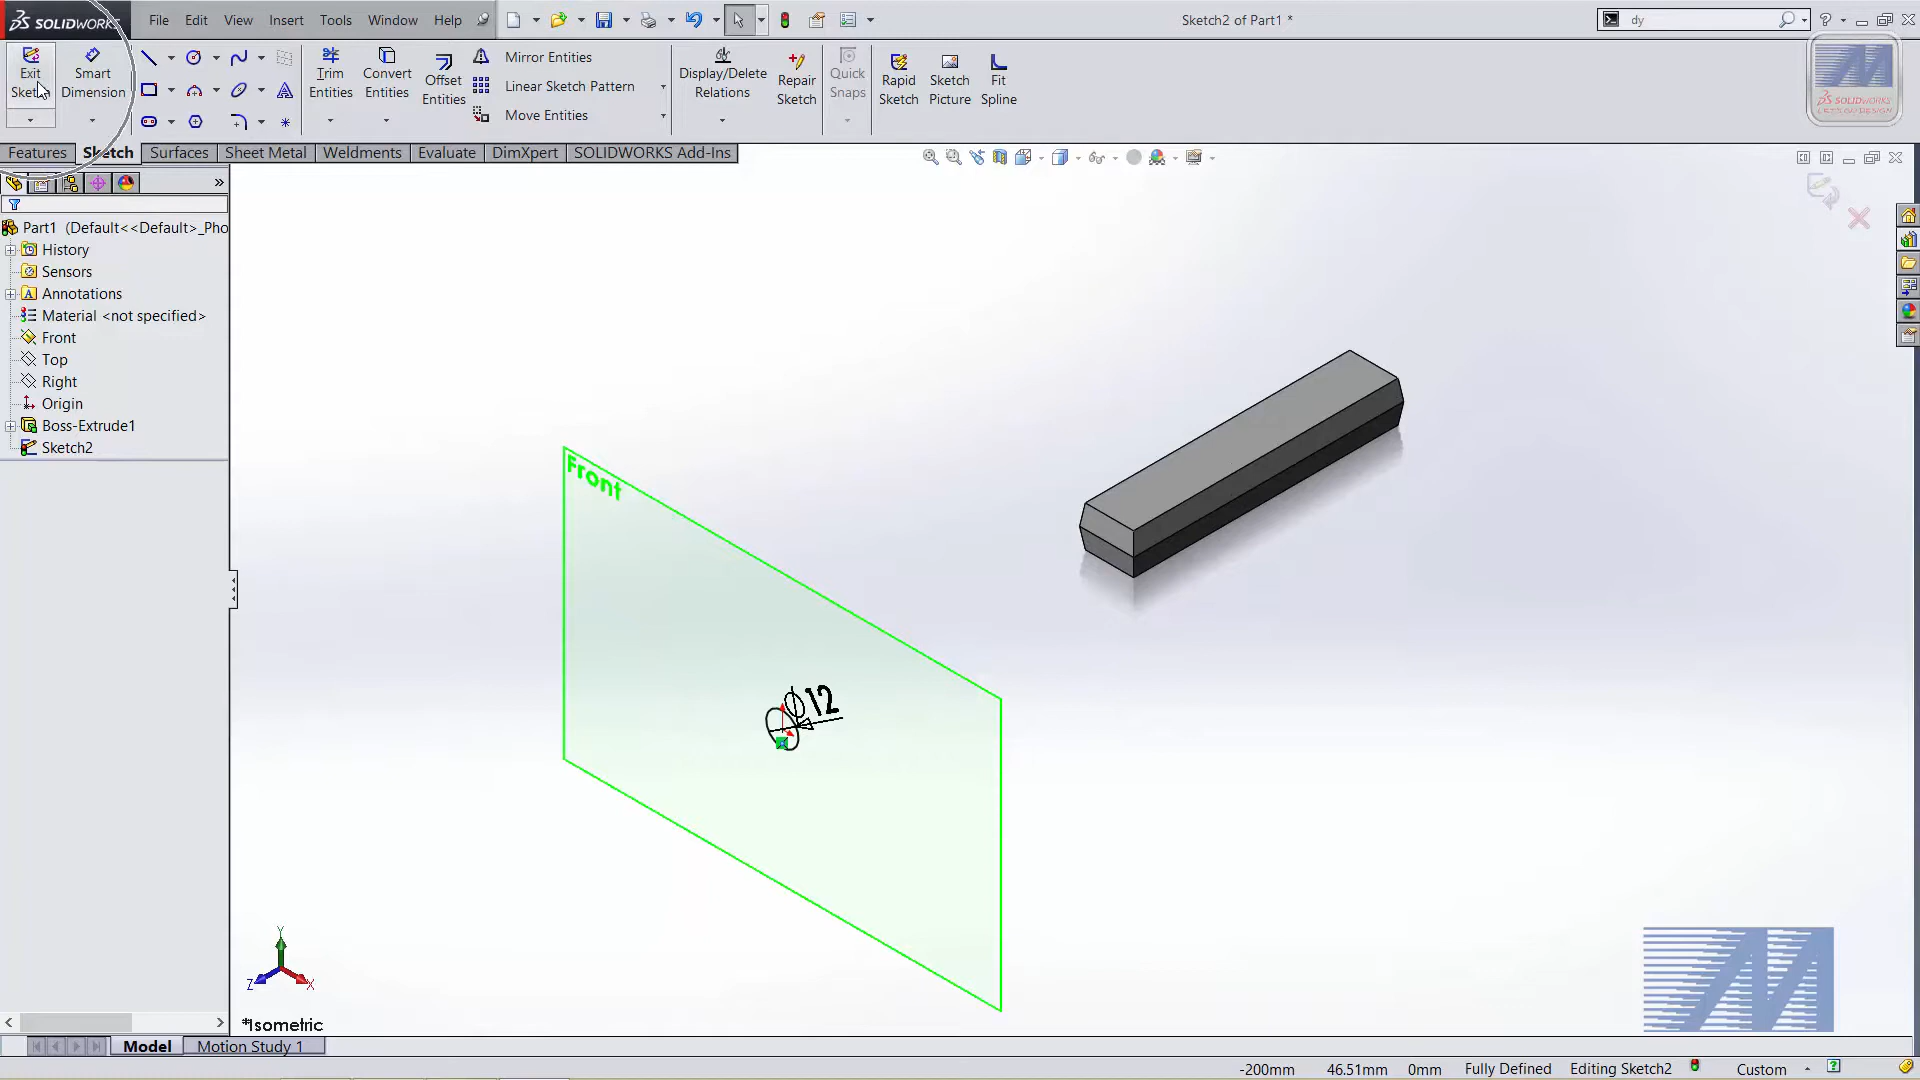 SOLIDWORKS File Edit View Insert Tools Window Help Sketch2 of Part1 * dy
Exit Sketch
Smart Dimension
Trim Entities
Convert Entities
Offset Entities
Mirror Entities
Linear Sketch Pattern
Move Entities
Display/Delete Relations
Repair Sketch
Quick Snaps
Rapid Sketch
Sketch Picture
Fit Spline
SOLIDWORKS
Features Sketch Surfaces Sheet Metal Weldments Evaluate DimXpert SOLIDWORKS Add-Ins
Part1 (Default<<Default>_Pho
History
Sensors
Annotations
Material <not specified>
Front
Top
Right
Origin
Boss-Extrude1
Sketch2
Front
Ø12
Y
Z
X
*Isometric
Model Motion Study 1
-200mm 46.51mm 0mm Fully Defined Editing Sketch2 Custom